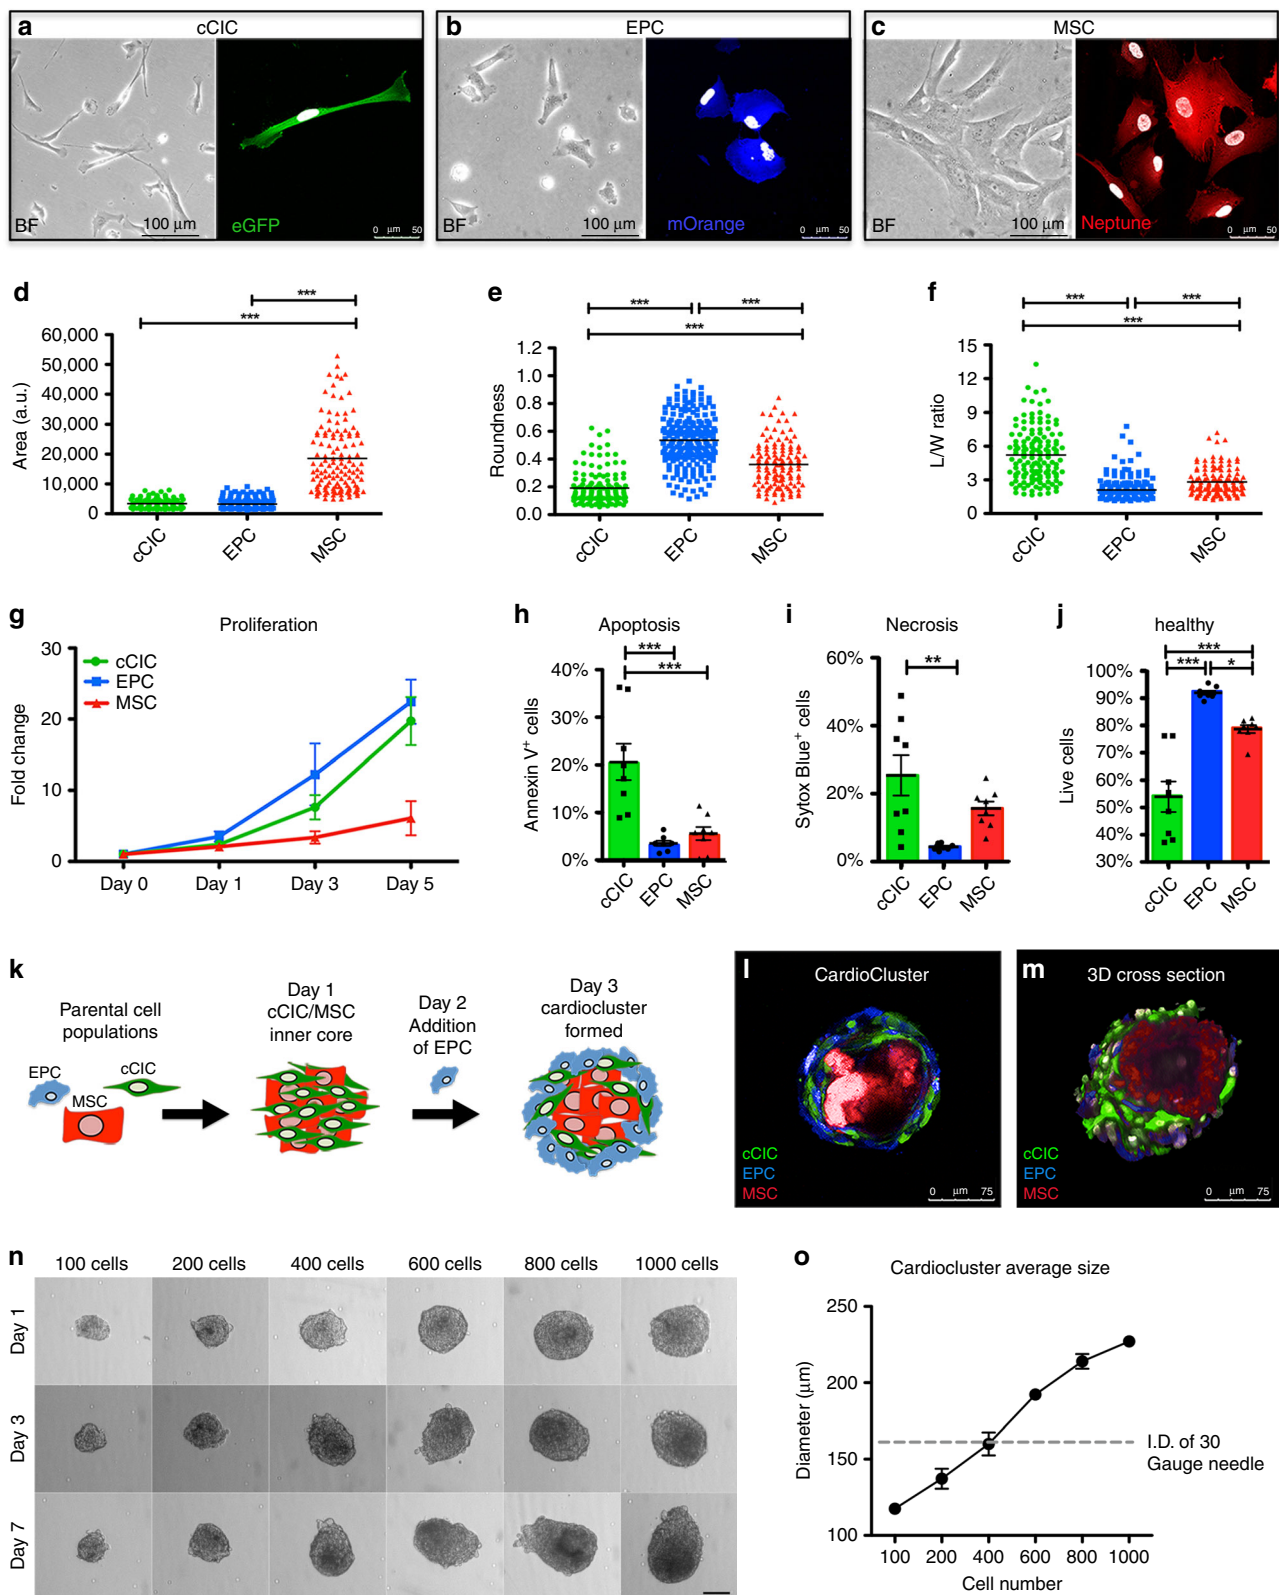 a cCIC
BF
100 μm
eGFP
0 μm 50
b EPC
BF
100 μm
mOrange
0 μm 50
c MSC
BF
100 μm
Neptune
0 μm 50
d
***
***
Area (a.u.)
60,000
50,000
40,000
30,000
20,000
10,000
0
cCIC
EPC
MSC
e
*** ***
***
Roundness
1.2
1.0
0.8
0.6
0.4
0.2
0.0
cCIC
EPC
MSC
f
*** ***
***
L/W ratio
15
12
9
6
3
0
cCIC
EPC
MSC
g
Proliferation
Fold change
30
20
10
0
cCIC
EPC
MSC
Day 0 Day 1 Day 3 Day 5
h
Apoptosis
***
***
Annexin V+ cells
40%
30%
20%
10%
0%
cCIC
EPC
MSC
i
Necrosis
**
Sytox Blue+ cells
60%
40%
20%
0%
cCIC
EPC
MSC
j
healthy
***
*** *
Live cells
100%
90%
80%
70%
60%
50%
40%
30%
cCIC
EPC
MSC
k
Parental cell
populations
EPC
cCIC
MSC
Day 1
cCIC/MSC
inner core
Day 2
Addition
of EPC
Day 3
cardiocluster
formed
l
CardioCluster
cCIC
EPC
MSC
0 μm 75
m
3D cross section
cCIC
EPC
MSC
0 μm 75
n
100 cells 200 cells 400 cells 600 cells 800 cells 1000 cells
Day 1
Day 3
Day 7
o
Cardiocluster average size
Diameter (μm)
250
200
150
100
I.D. of 30
Gauge needle
100 200 400 600 800 1000
Cell number